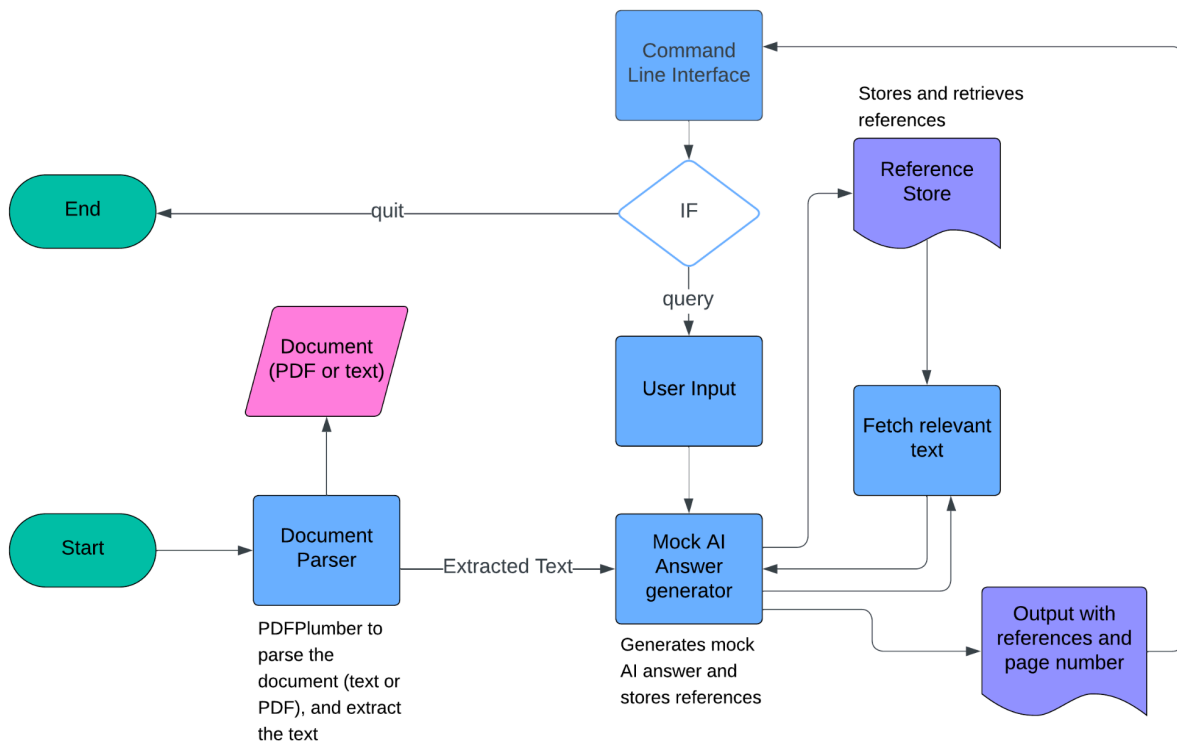 Command
Line Interface
Stores and retrieves
references
Reference
Store
End
quit
IF
query
Document
(PDF or text)
User Input
Fetch relevant
text
Start
Document
Parser
Extracted Text
Mock AI
Answer
generator
Output with
references and
page number
PDFPlumber to
parse the
document (text or
PDF), and extract
the text
Generates mock
AI answer and
stores references